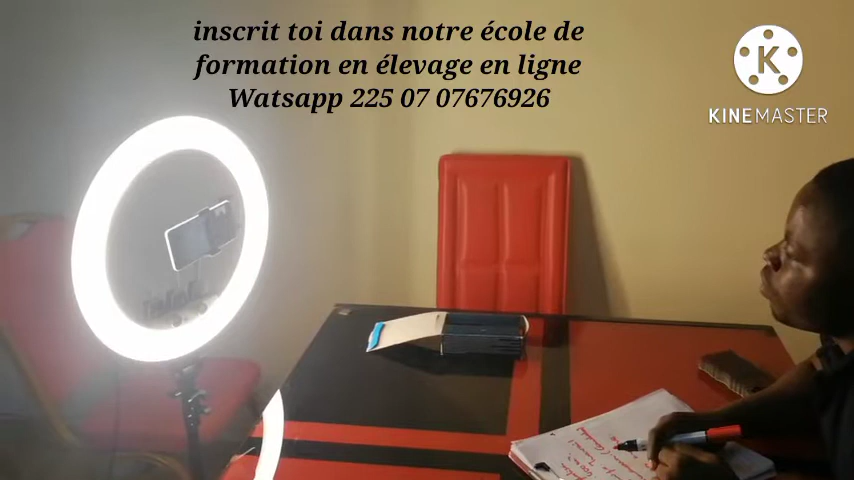 inscrit toi dans notre école de
formation en élevage en ligne
Watsapp 225 07 07676926
K
KINEMASTER